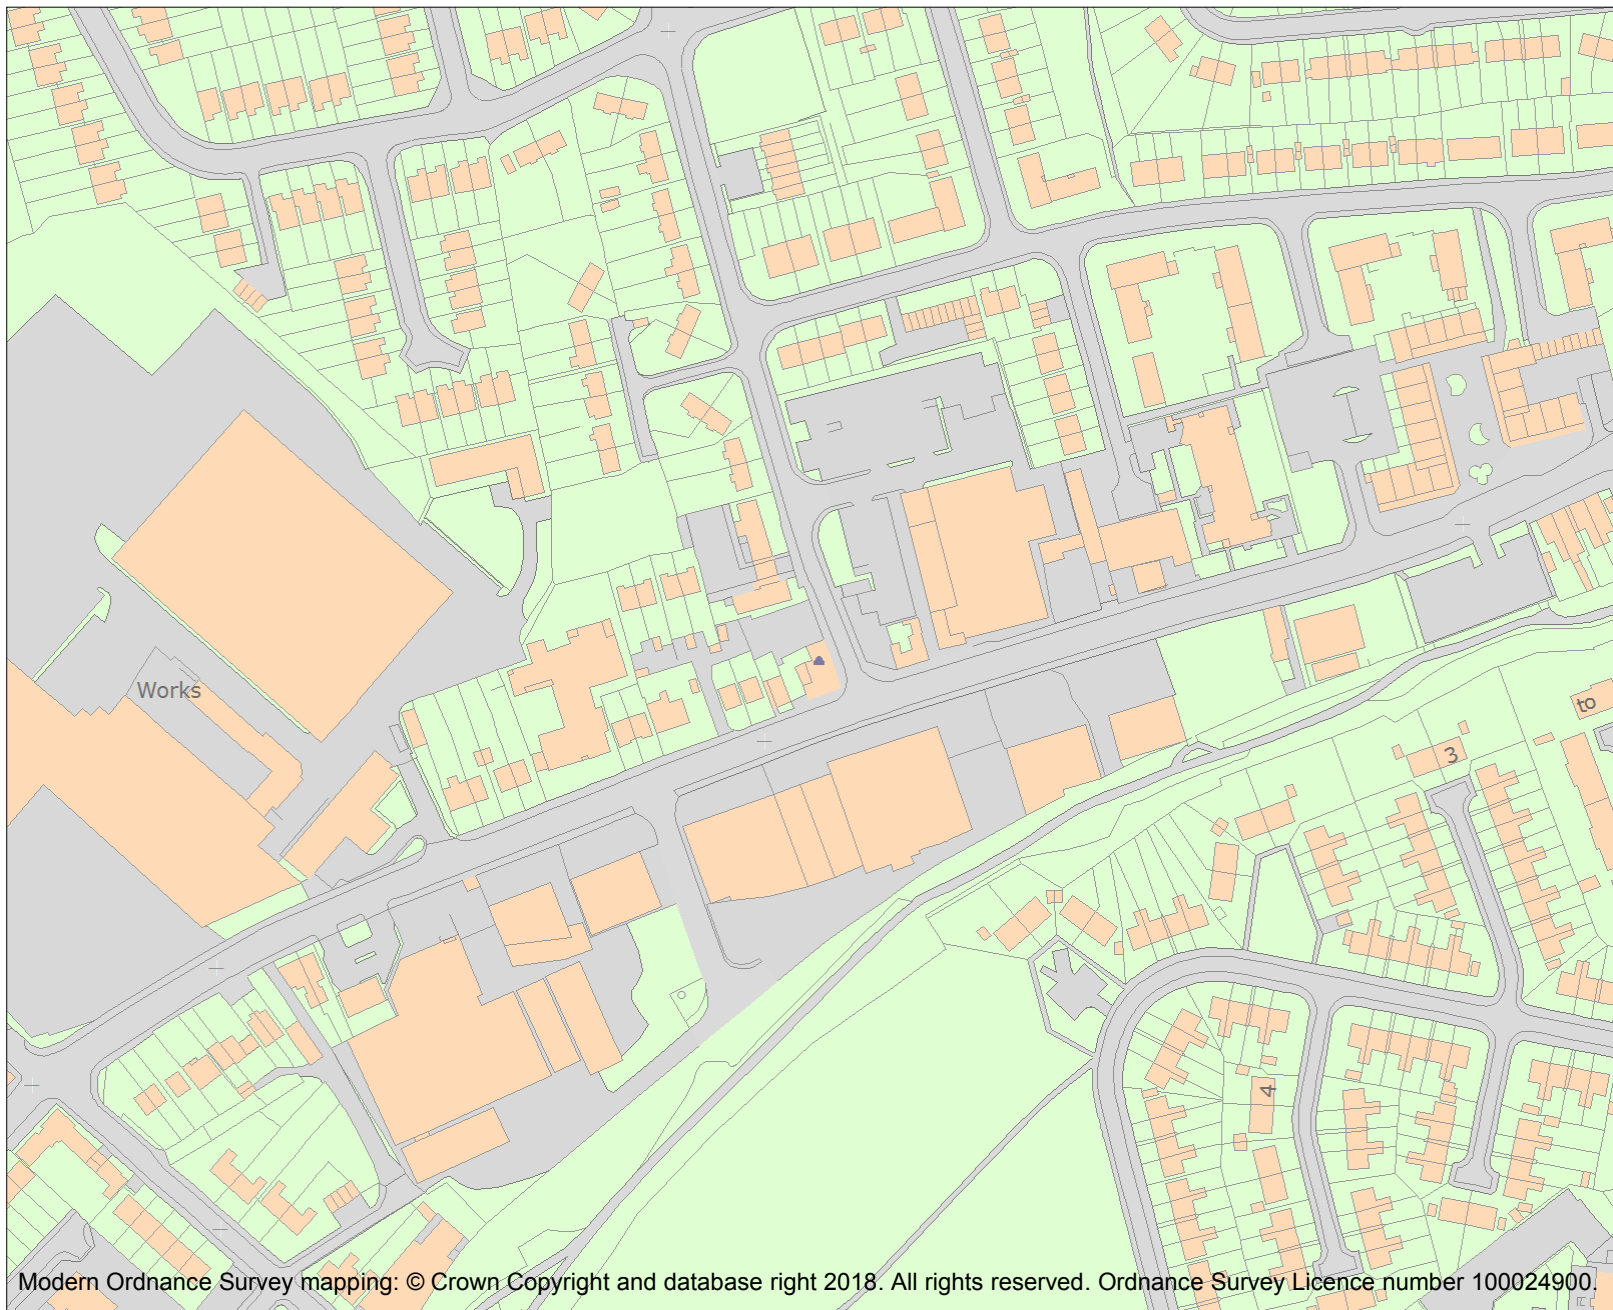 Works
to
3
4
Modern Ordnance Survey mapping: © Crown Copyright and database right 2018. All rights reserved. Ordnance Survey Licence number 100024900.